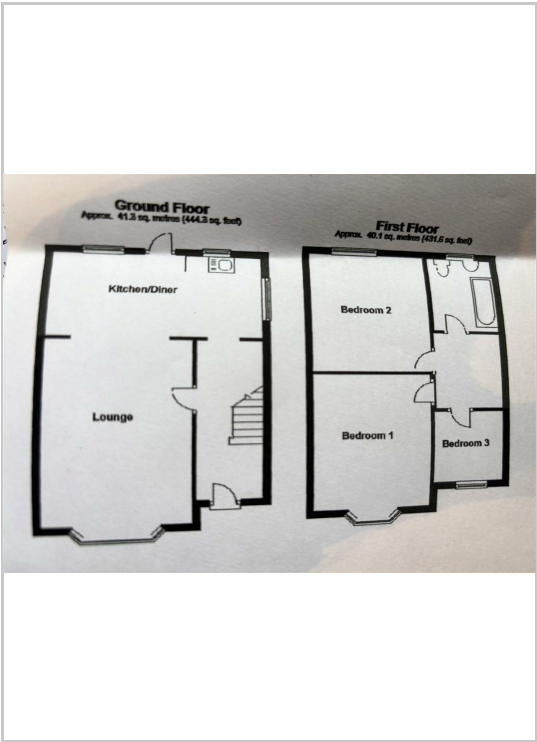 Ground Floor
Approx. 41.3 sq. metres (444.3 sq. feet)
Kitchen/Diner
Lounge
First Floor
Approx. 40.1 sq. metres (431.6 sq. feet)
Bedroom 2
Bedroom 1
Bedroom 3